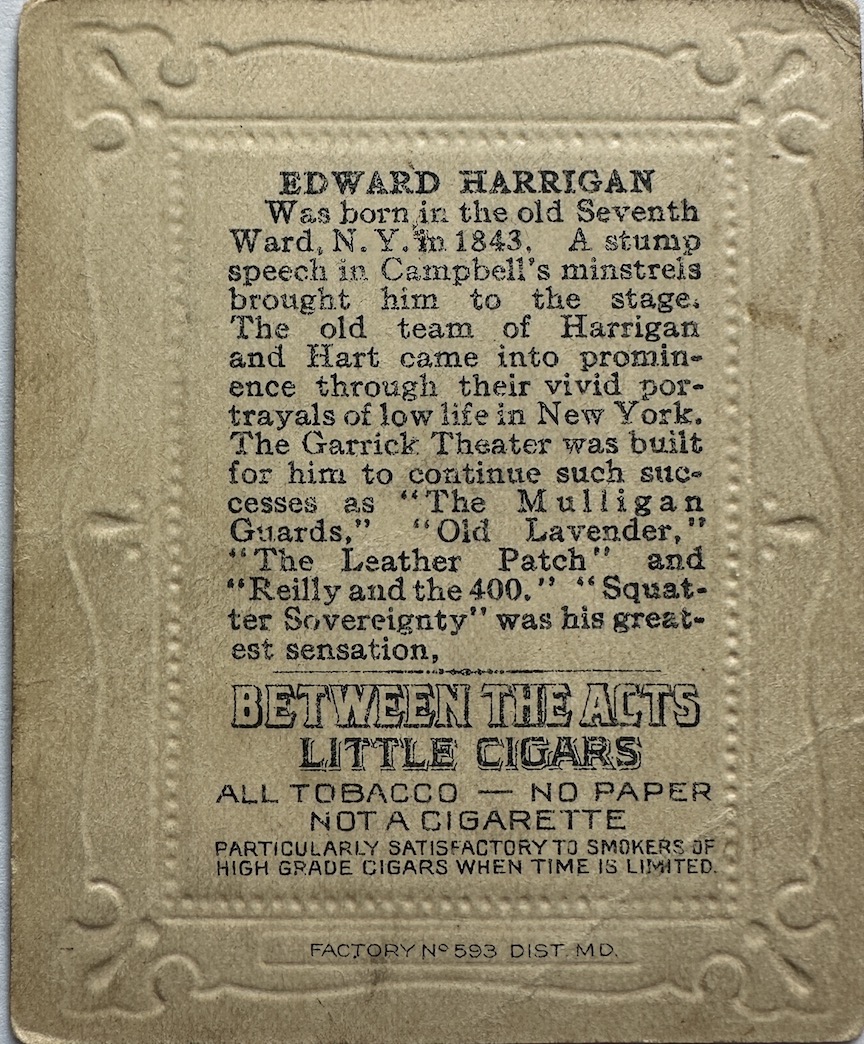 EDWARD HARRIGAN
Was born in the old Seventh
Ward, N. Y. in 1843. A stump
speech in Campbell's minstrels
brought him to the stage.
The old team of Harrigan
and Hart came into promin-
ence through their vivid por-
trayals of low life in New York.
The Garrick Theater was built
for him to continue such suc-
cesses as "The Mulligan
Guards," "Old Lavender,"
"The Leather Patch" and
"Reilly and the 400." "Squat-
ter Sovereignty" was his great-
est sensation,
BETWEEN THE ACTS
LITTLE CIGARS
ALL TOBACCO — NO PAPER
NOT A CIGARETTE
PARTICULARLY SATISFACTORY TO SMOKERS OF
HIGH GRADE CIGARS WHEN TIME IS LIMITED.
FACTORY Nº 593 DIST. MD.